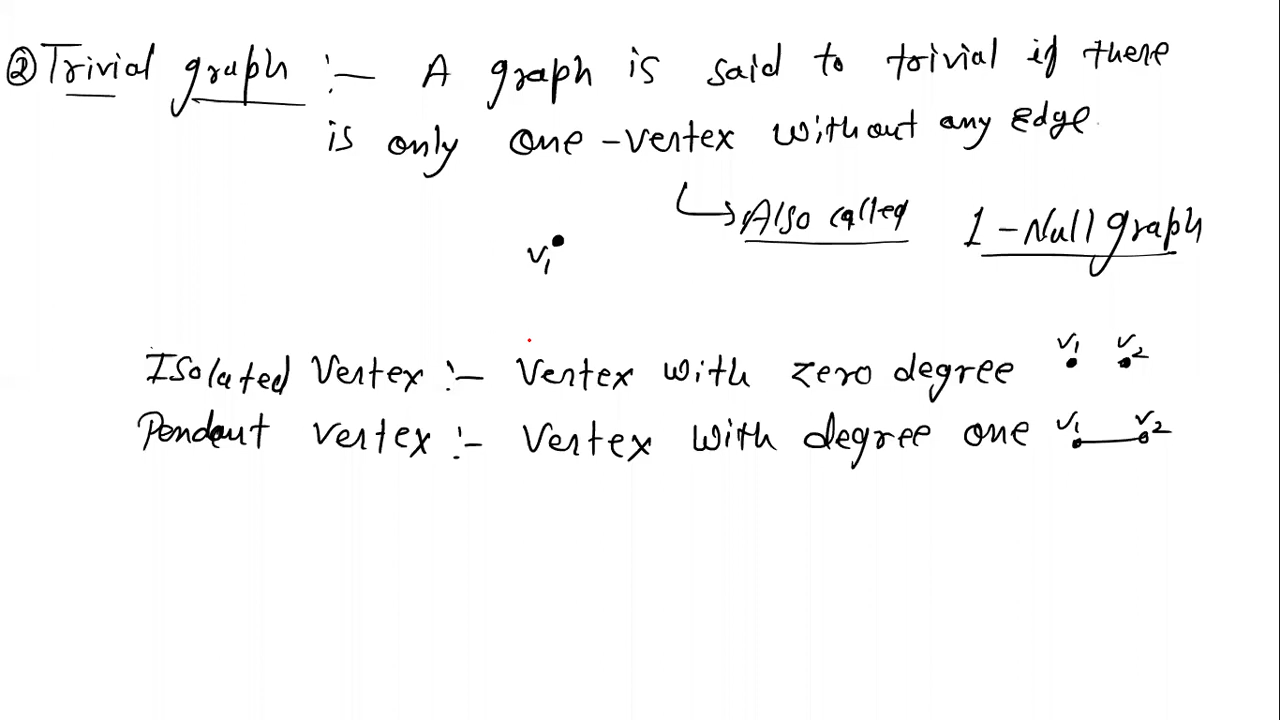 ② Trivial graph :- A graph is said to trivial if there
is only one -vertex without any Edge.
↳ Also called 1-Null graph
v₁
Isolated Vertex :- Vertex with zero degree v₁ v₂
Pendent vertex :- Vertex with degree one v₁ v₂